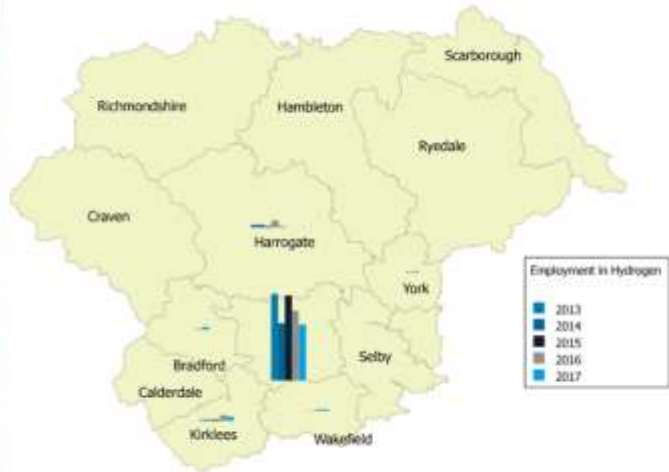 Scarborough
Richmondshire
Hambleton
Ryedale
Craven
Harrogate
York
Employment in Hydrogen
2013
2014
2015
2016
2017
Bradford
Selby
Calderdale
Kirklees
Wakefield